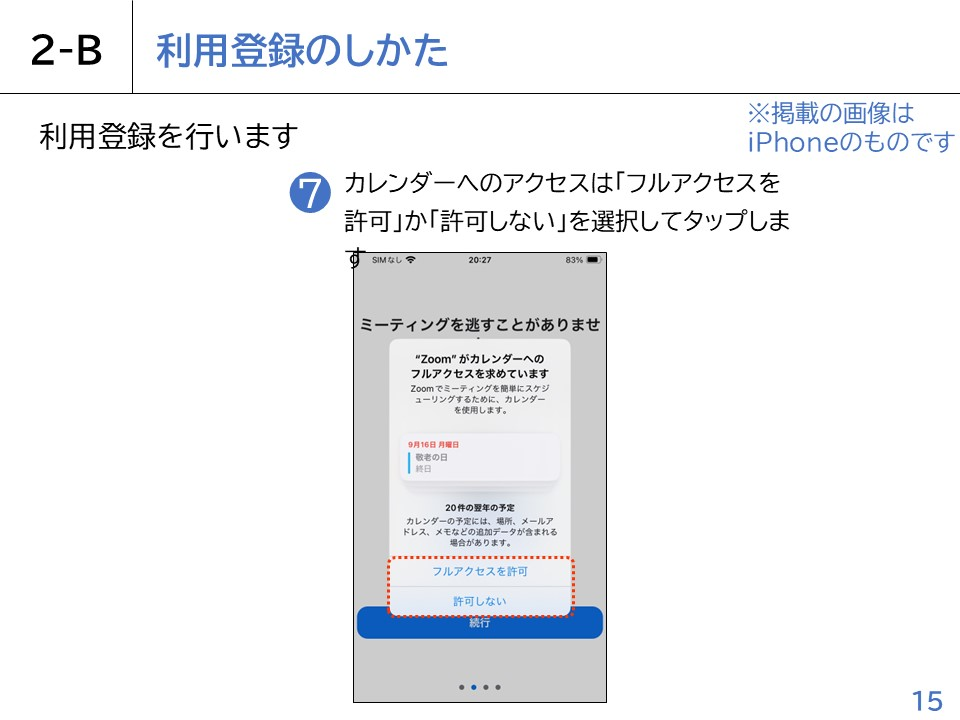 2-B
利用登録のしかた
利用登録を行います
※掲載の画像は
iPhoneのものです
❼
カレンダーへのアクセスは「フルアクセスを
許可」か「許可しない」を選択してタップしま
す
SIMなし 20:27 83%
ミーティングを逃すことがありませ
"Zoom"がカレンダーへの
フルアクセスを求めています
Zoomでミーティングを簡単にスケジ
ューリングするために、カレンダー
を使用します。
9月16日 月曜日
敬老の日
終日
20件の翌年の予定
カレンダーの予定には、場所、メールア
ドレス、メモなどの追加データが含まれる
場合があります。
フルアクセスを許可
許可しない
続行
15